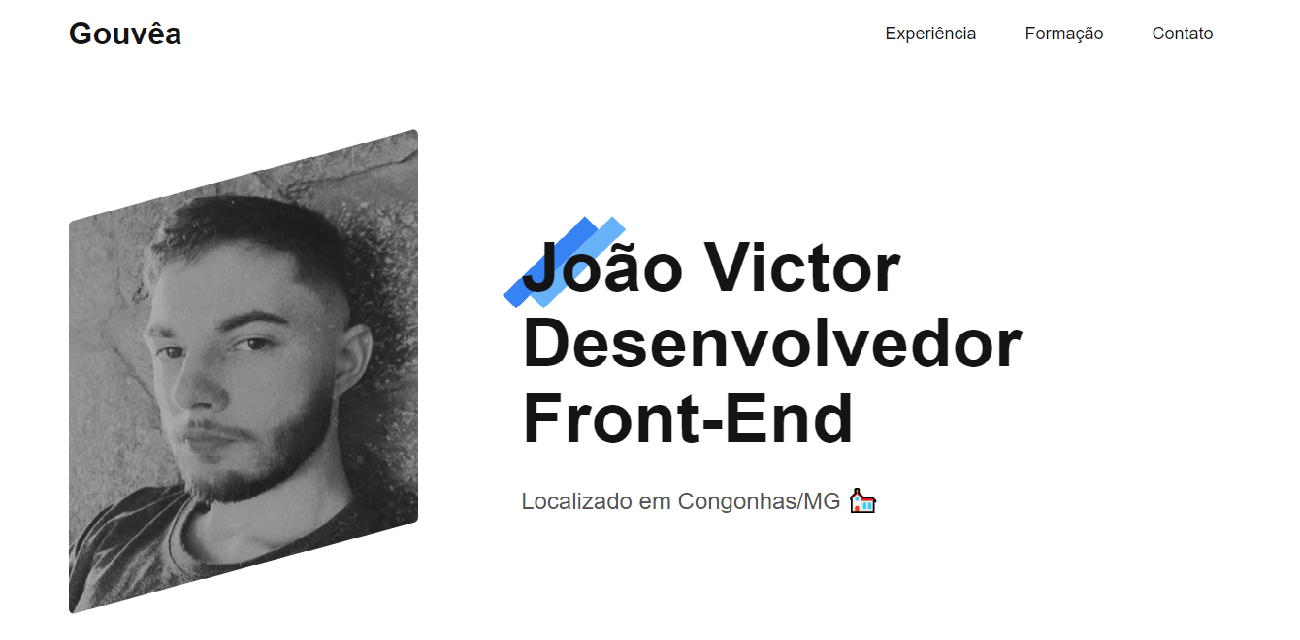 Gouvêa
Experiência Formação Contato
João Victor
Desenvolvedor
Front-End
Localizado em Congonhas/MG